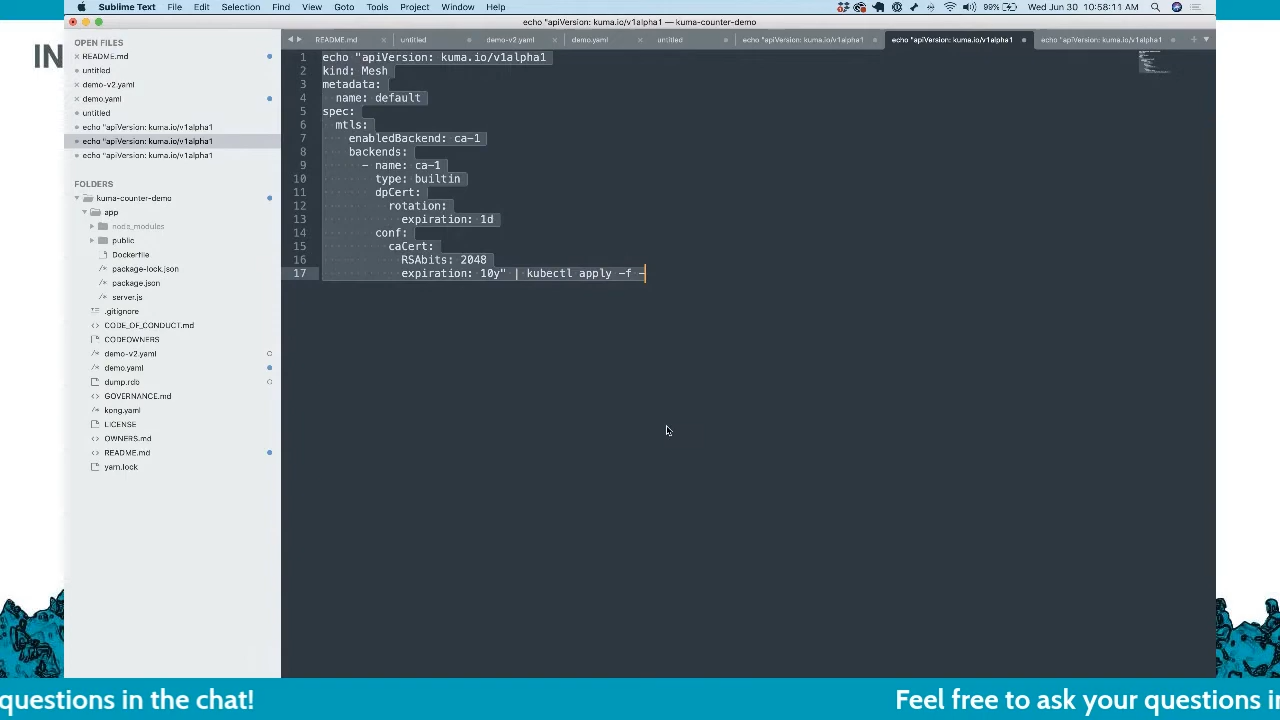 Sublime Text File Edit Selection Find View Goto Tools Project Window Help 99% Wed Jun 30 10:58:11 AM
echo "apiVersion: kuma.io/v1alpha1 — kuma-counter-demo
IN
OPEN FILES
README.md
untitled
demo-v2.yaml
demo.yaml
untitled
echo "apiVersion: kuma.io/v1alpha1
echo "apiVersion: kuma.io/v1alpha1
echo "apiVersion: kuma.io/v1alpha1
FOLDERS
kuma-counter-demo
app
node_modules
public
Dockerfile
package-lock.json
package.json
server.js
.gitignore
CODE_OF_CONDUCT.md
CODEOWNERS
demo-v2.yaml
demo.yaml
dump.rdb
GOVERNANCE.md
kong.yaml
LICENSE
OWNERS.md
README.md
yarn.lock
README.md untitled demo-v2.yaml demo.yaml untitled echo "apiVersion: kuma.io/v1alpha1 echo "apiVersion: kuma.io/v1alpha1 echo "apiVersion: kuma.io/v1alpha1
1 echo "apiVersion: kuma.io/v1alpha1
2 kind: Mesh
3 metadata:
4   name: default
5 spec:
6   mtls:
7     enabledBackend: ca-1
8     backends:
9       - name: ca-1
10         type: builtin
11         dpCert:
12           rotation:
13             expiration: 1d
14         conf:
15           caCert:
16             RSAbits: 2048
17             expiration: 10y" | kubectl apply -f -
questions in the chat! Feel free to ask your questions in